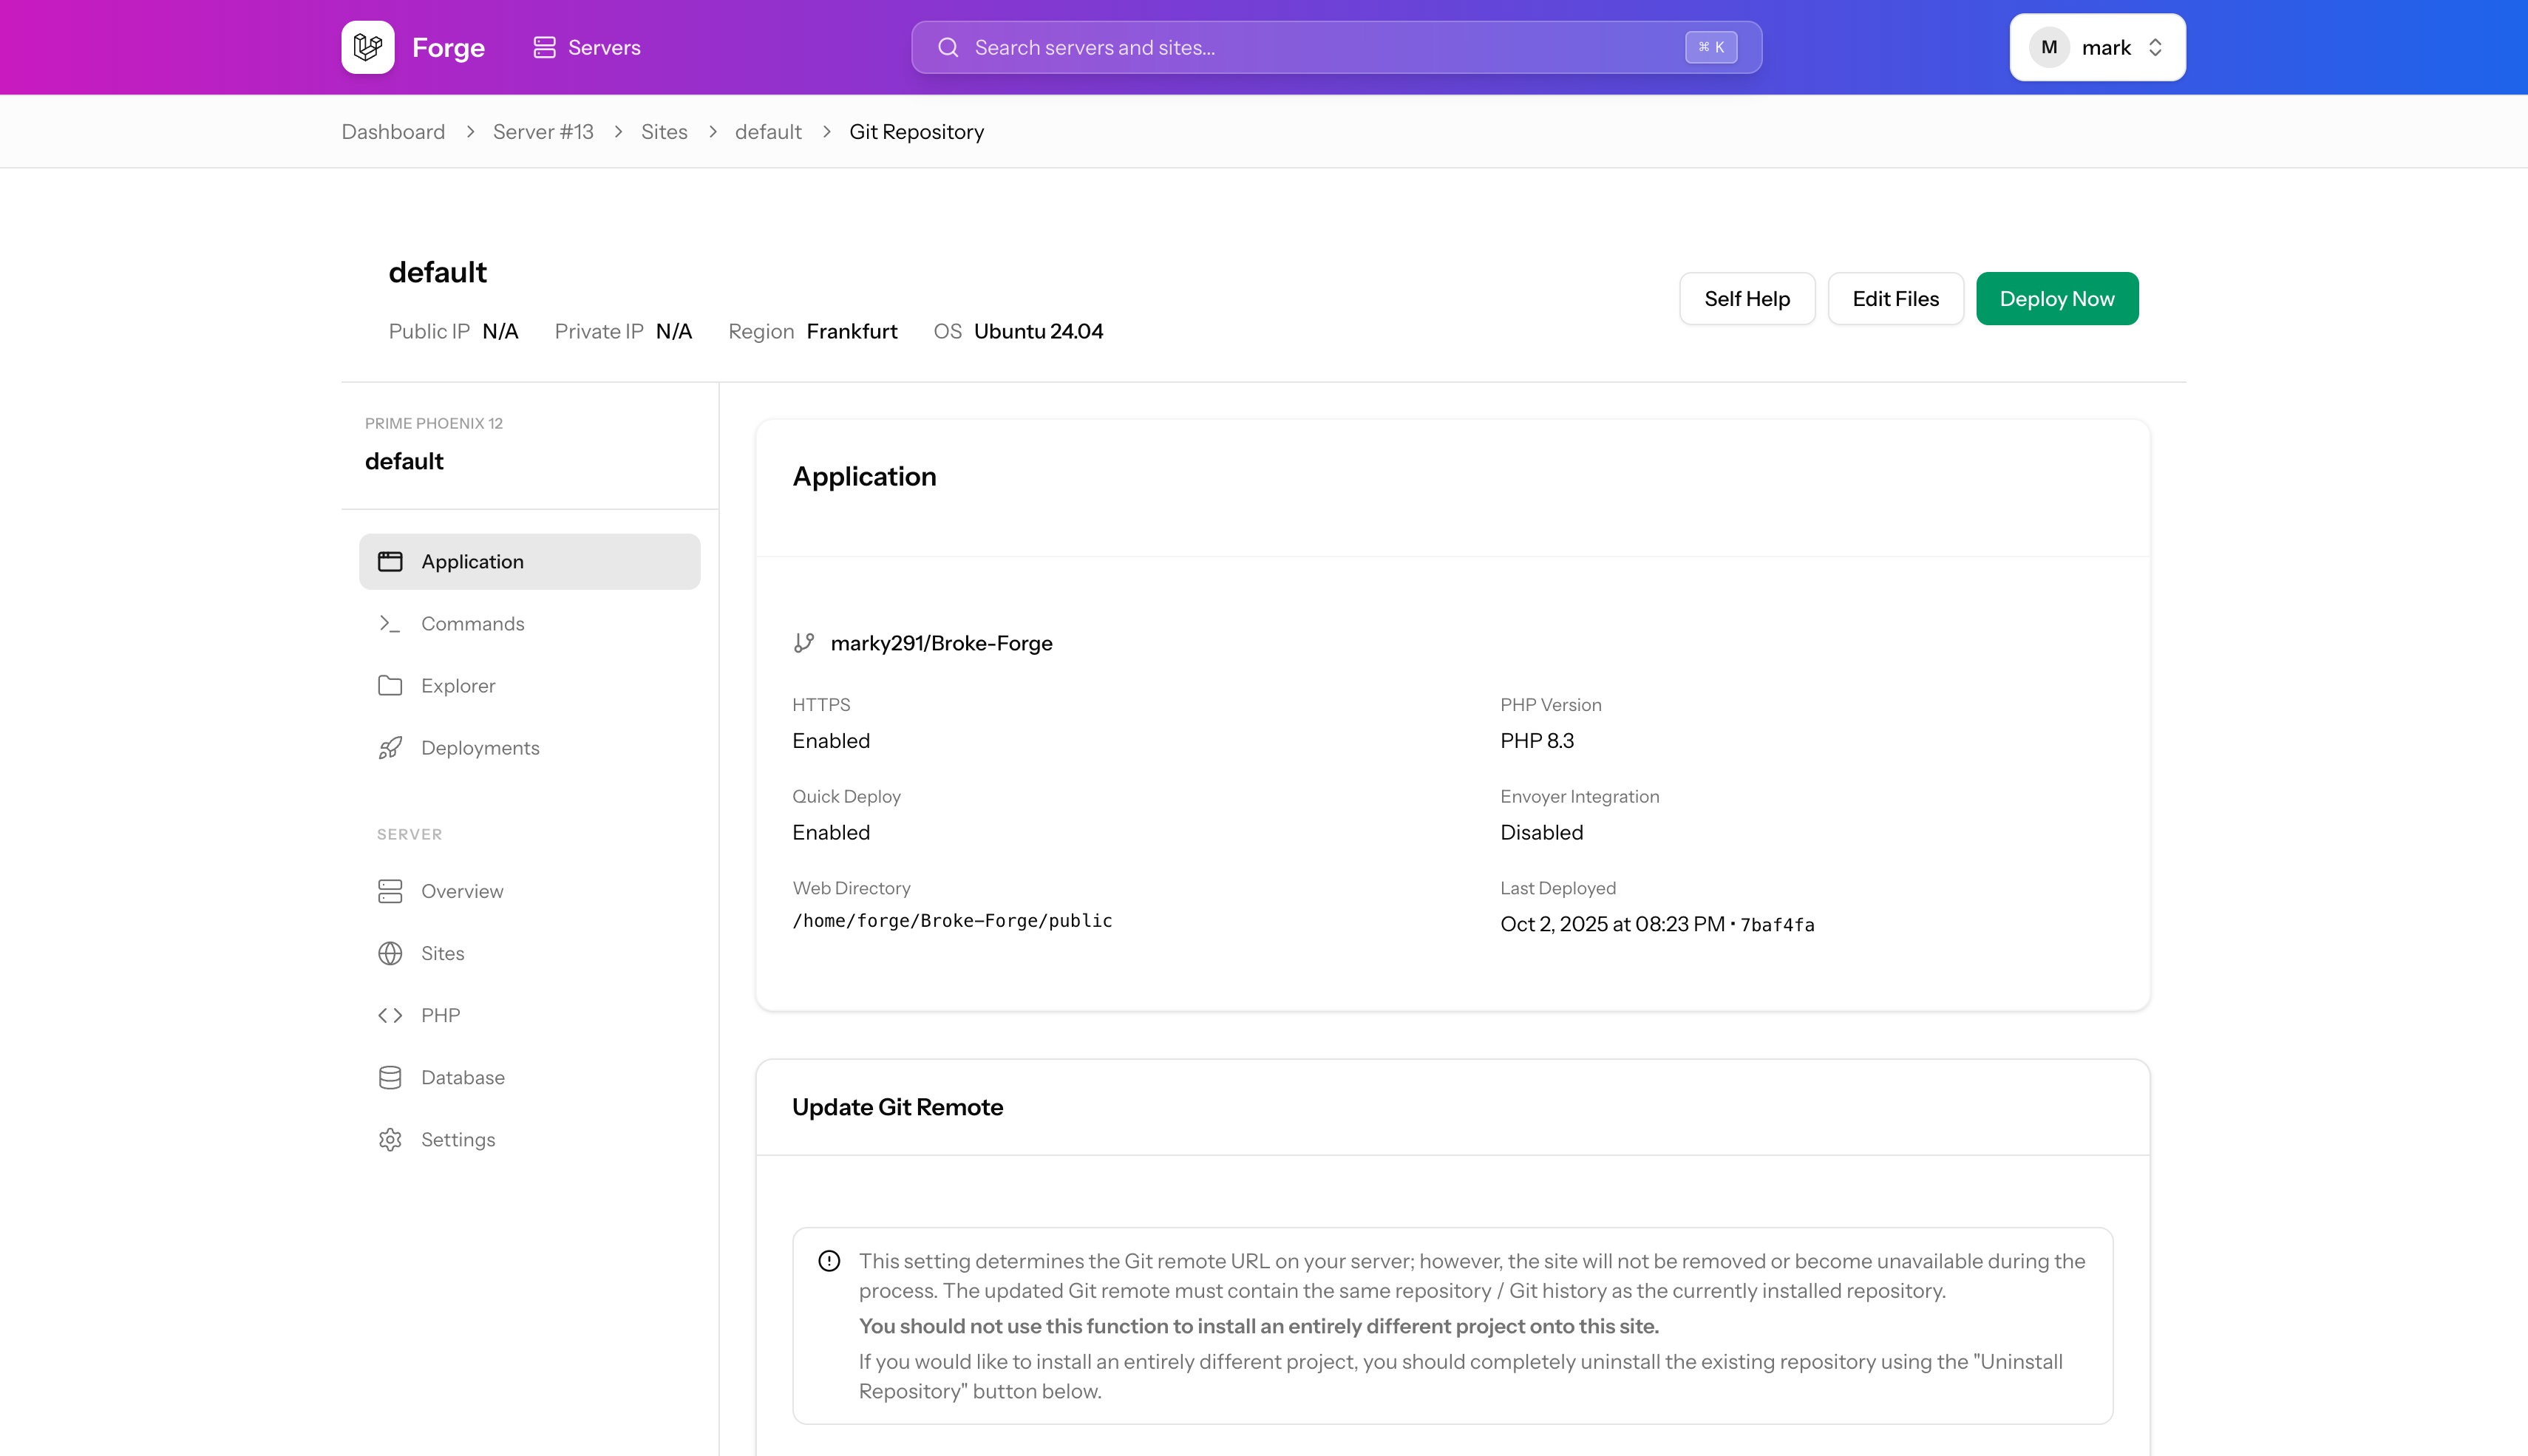 Forge
Servers
Search servers and sites...
⌘ K
M
mark
Dashboard > Server #13 > Sites > default > Git Repository
default
Public IP N/A Private IP N/A Region Frankfurt OS Ubuntu 24.04
Self Help
Edit Files
Deploy Now
PRIME PHOENIX 12
default
Application
Commands
Explorer
Deployments
SERVER
Overview
Sites
PHP
Database
Settings
Application
marky291/Broke-Forge
HTTPS
Enabled
PHP Version
PHP 8.3
Quick Deploy
Enabled
Envoyer Integration
Disabled
Web Directory
/home/forge/Broke-Forge/public
Last Deployed
Oct 2, 2025 at 08:23 PM • 7baf4fa
Update Git Remote
This setting determines the Git remote URL on your server; however, the site will not be removed or become unavailable during the
process. The updated Git remote must contain the same repository / Git history as the currently installed repository.
You should not use this function to install an entirely different project onto this site.
If you would like to install an entirely different project, you should completely uninstall the existing repository using the "Uninstall
Repository" button below.